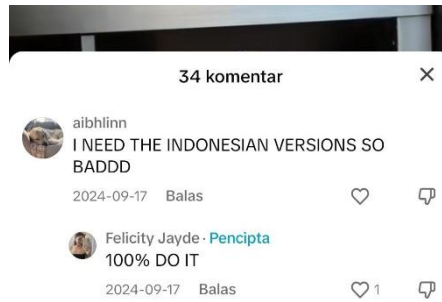 34 komentar
aibhlinn
I NEED THE INDONESIAN VERSIONS SO
BADDD
2024-09-17 Balas
Felicity Jayde · Pencipta
100% DO IT
2024-09-17 Balas 1